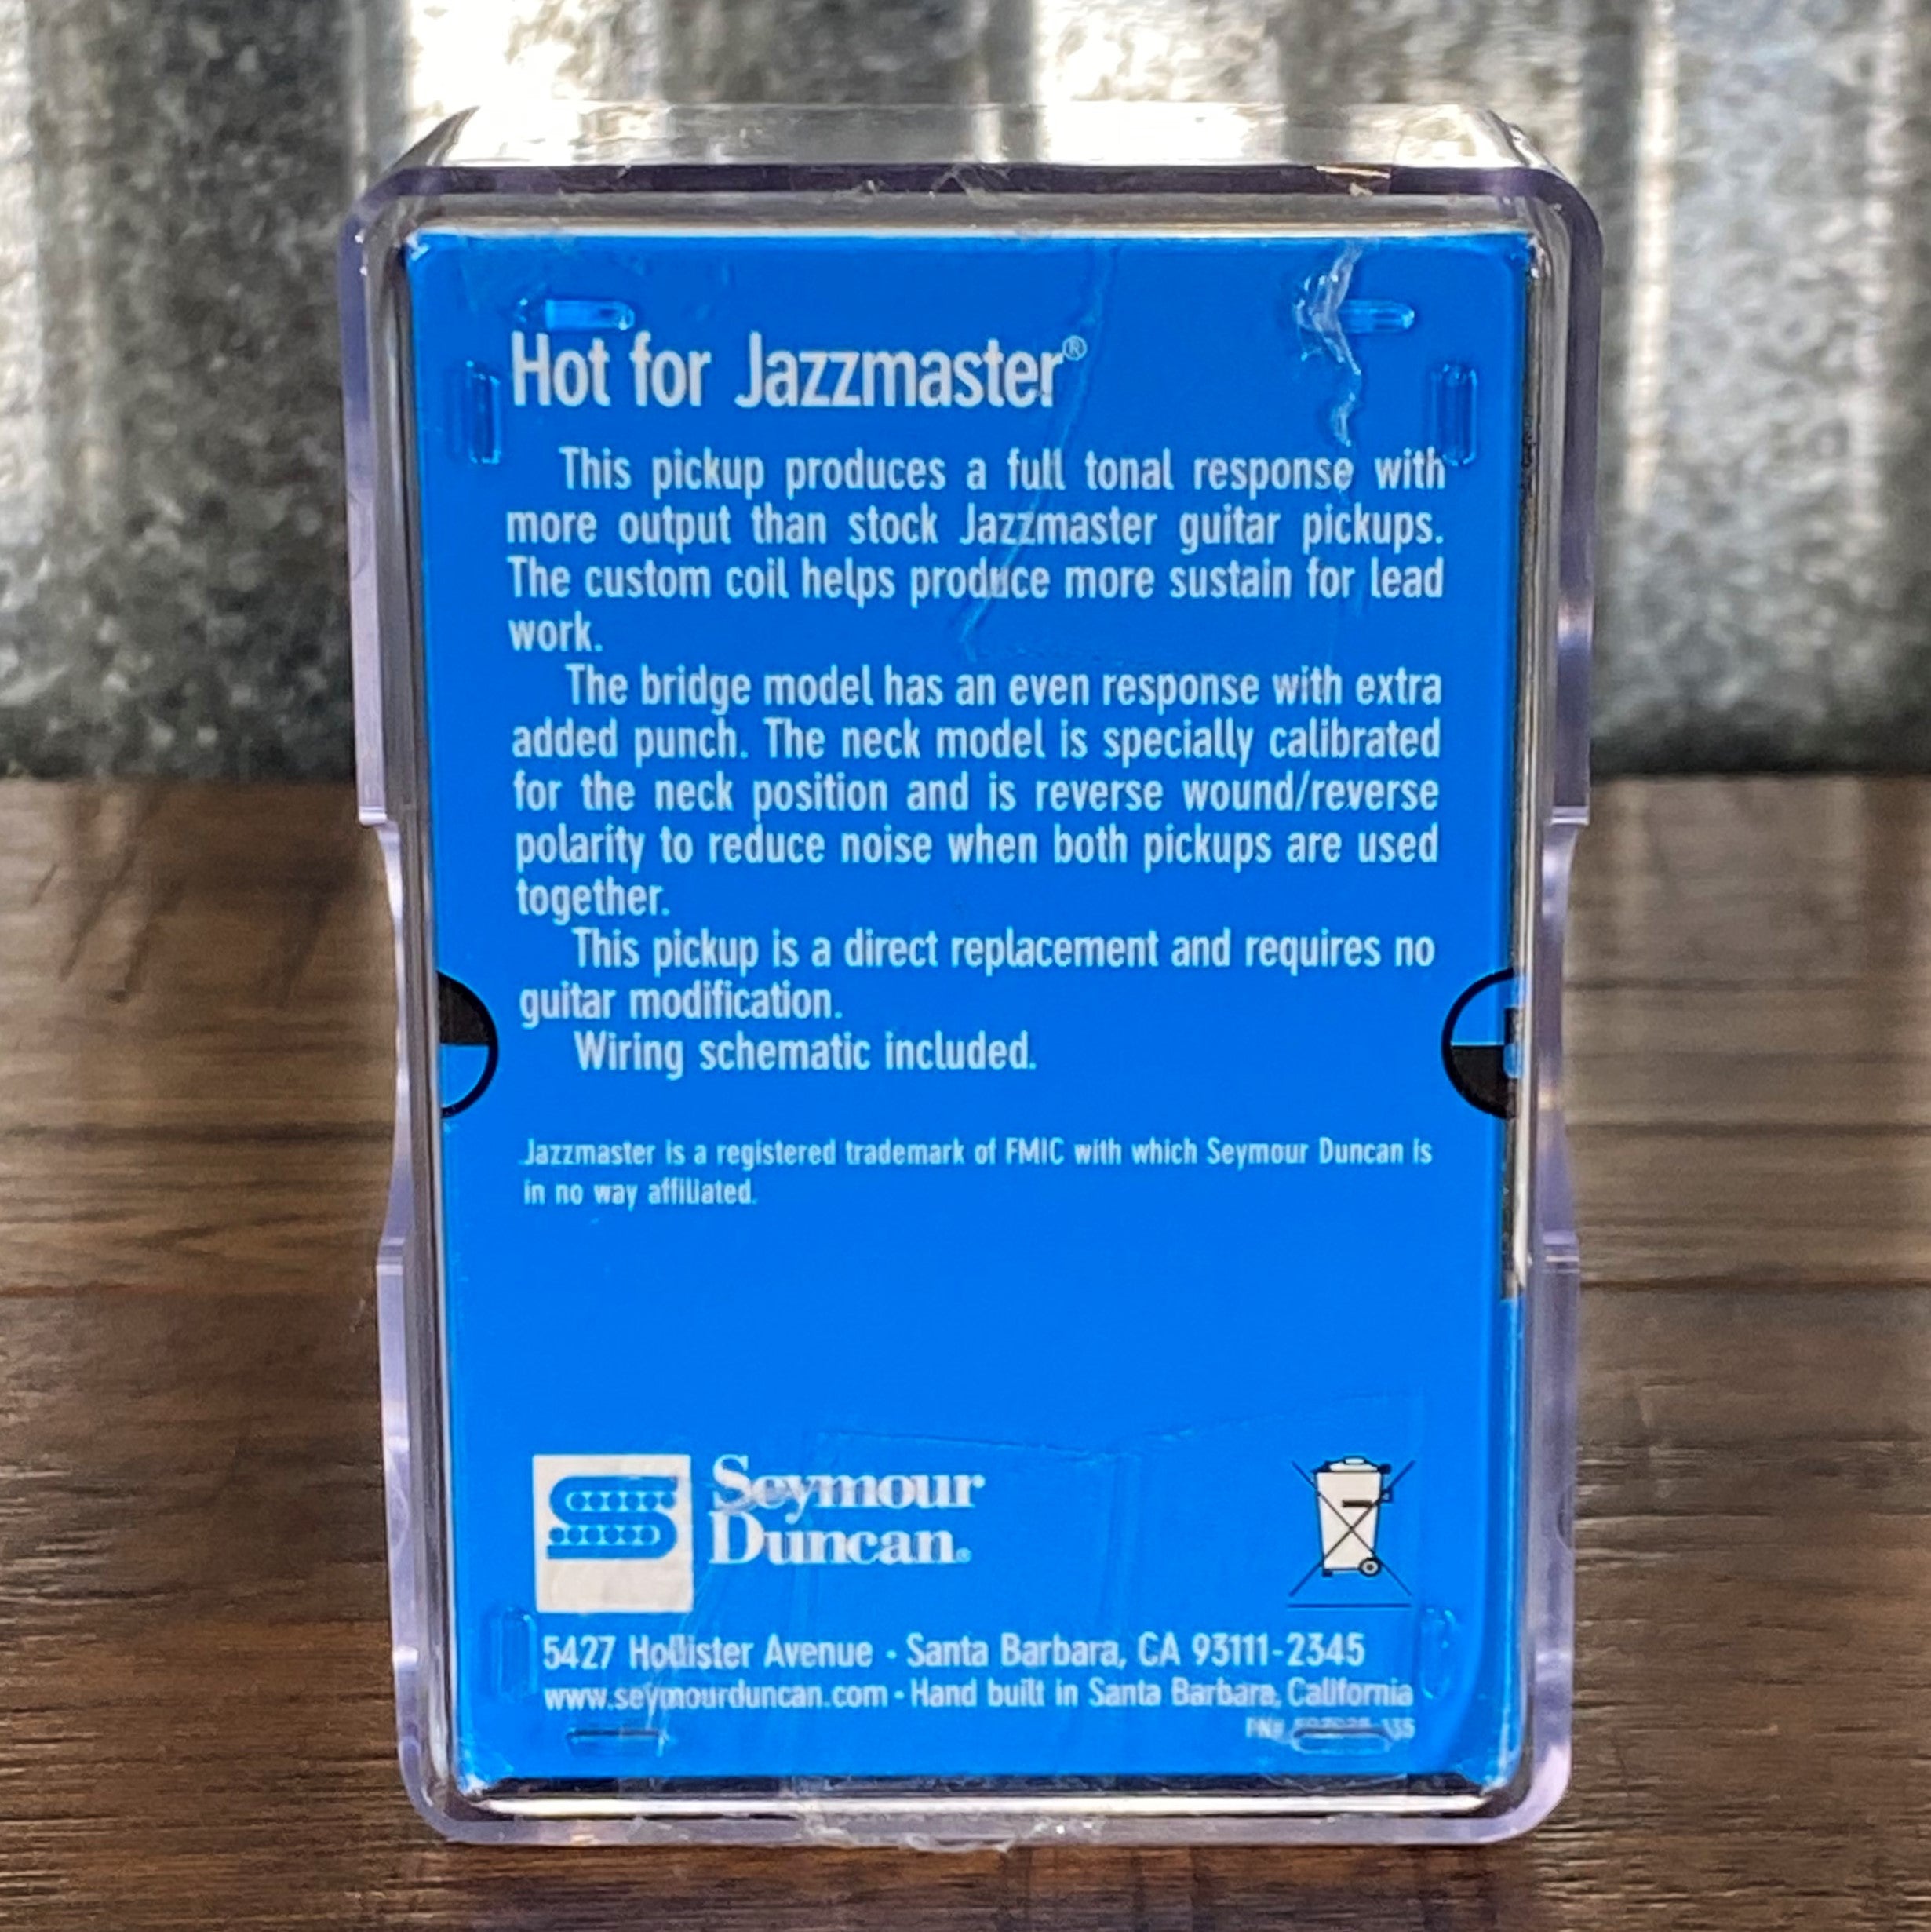 Hot for Jazzmaster®
This pickup produces a full tonal response with
more output than stock Jazzmaster guitar pickups.
The custom coil helps produce more sustain for lead
work.
The bridge model has an even response with extra
added punch. The neck model is specially calibrated
for the neck position and is reverse wound/reverse
polarity to reduce noise when both pickups are used
together.
This pickup is a direct replacement and requires no
guitar modification.
Wiring schematic included.
Jazzmaster is a registered trademark of FMIC with which Seymour Duncan is
in no way affiliated.
Seymour
Duncan®
5427 Hollister Avenue • Santa Barbara, CA 93111-2345
www.seymourduncan.com • Hand built in Santa Barbara, California